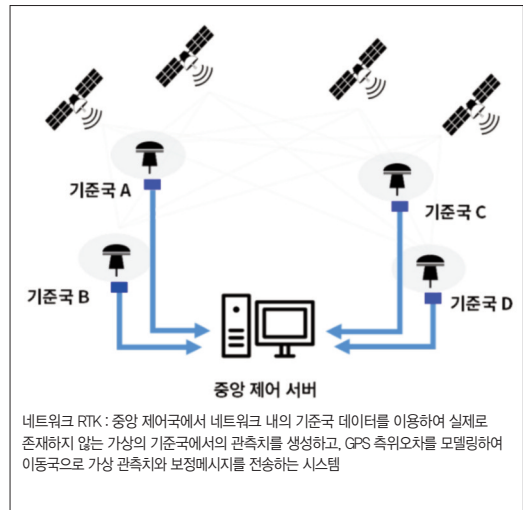 기준국 A
기준국 C
기준국 B
기준국 D
중앙 제어 서버
네트워크 RTK : 중앙 제어국에서 네트워크 내의 기준국 데이터를 이용하여 실제로
존재하지 않는 가상의 기준국에서의 관측치를 생성하고, GPS 측위오차를 모델링하여
이동국으로 가상 관측치와 보정메시지를 전송하는 시스템